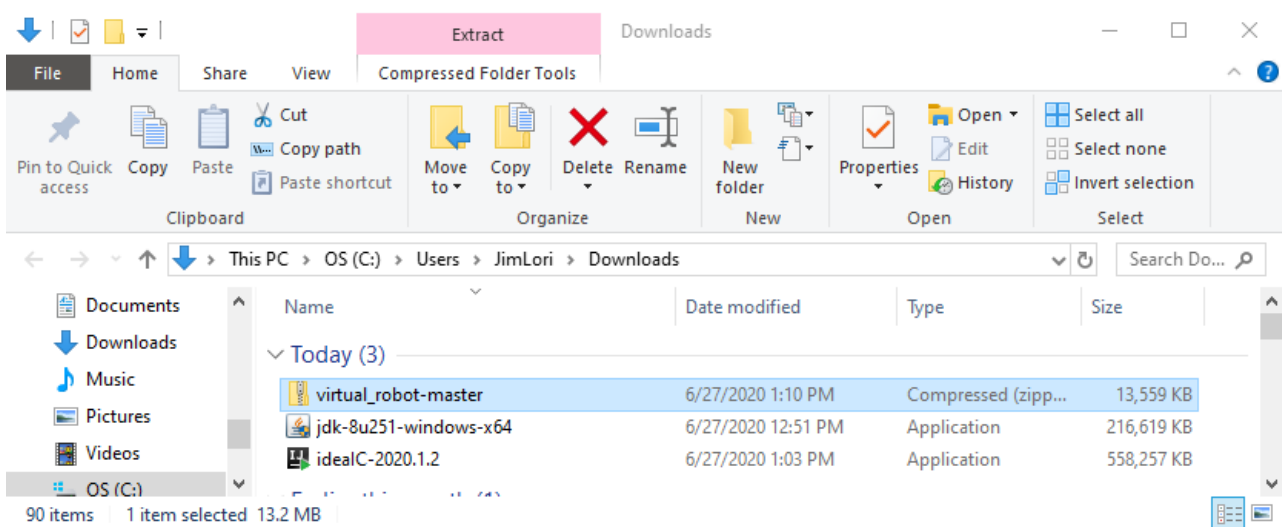 Extract
Downloads
File Home Share View Compressed Folder Tools
Pin to Quick access
Copy
Paste
Cut
Copy path
Paste shortcut
Move to
Copy to
Delete
Rename
New folder
Properties
Open
Edit
History
Select all
Select none
Invert selection
Clipboard Organize New Open Select
This PC > OS (C:) > Users > JimLori > Downloads
Search Do...
Documents
Downloads
Music
Pictures
Videos
OS (C:)
Name Date modified Type Size
Today (3)
virtual_robot-master 6/27/2020 1:10 PM Compressed (zipp... 13,559 KB
jdk-8u251-windows-x64 6/27/2020 12:51 PM Application 216,619 KB
ideaIC-2020.1.2 6/27/2020 1:03 PM Application 558,257 KB
90 items 1 item selected 13.2 MB